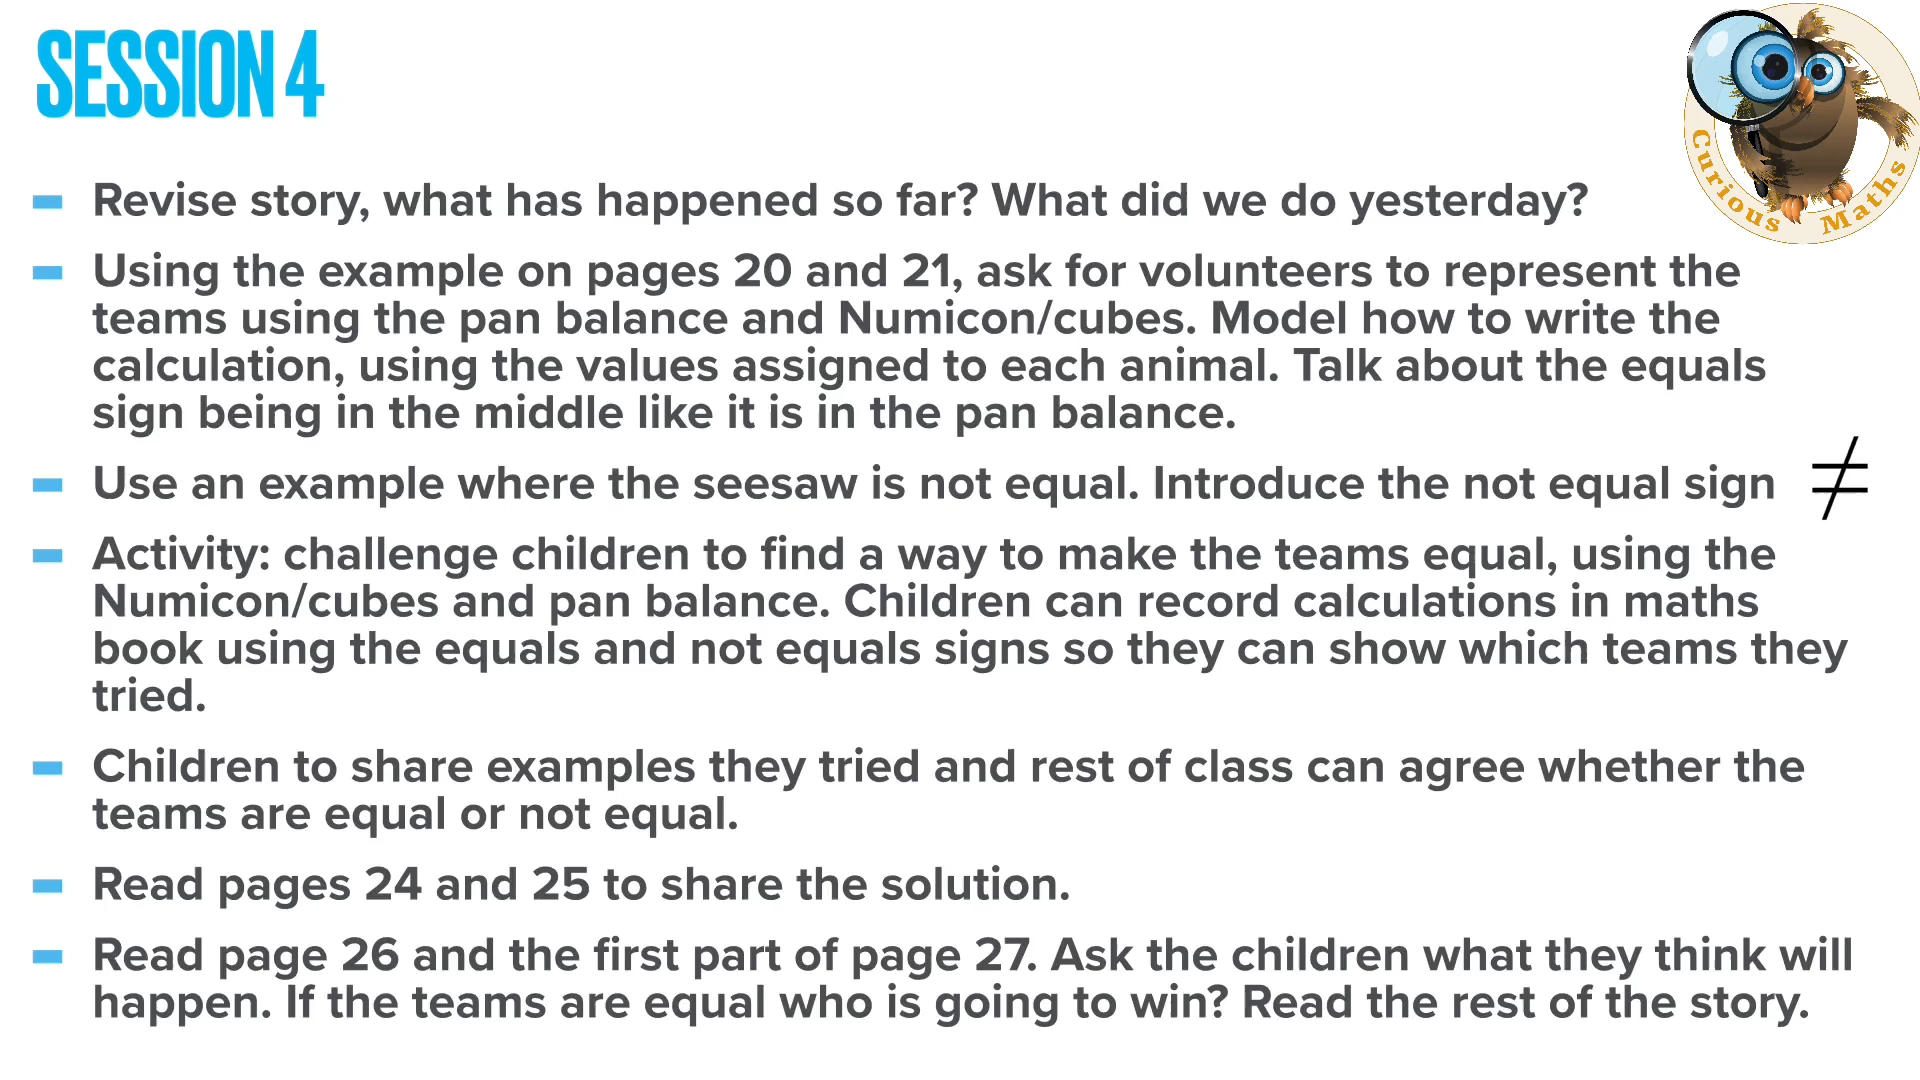 SESSION 4
Curious Maths
- Revise story, what has happened so far? What did we do yesterday?
- Using the example on pages 20 and 21, ask for volunteers to represent the
teams using the pan balance and Numicon/cubes. Model how to write the
calculation, using the values assigned to each animal. Talk about the equals
sign being in the middle like it is in the pan balance.
- Use an example where the seesaw is not equal. Introduce the not equal sign ≠
- Activity: challenge children to find a way to make the teams equal, using the
Numicon/cubes and pan balance. Children can record calculations in maths
book using the equals and not equals signs so they can show which teams they
tried.
- Children to share examples they tried and rest of class can agree whether the
teams are equal or not equal.
- Read pages 24 and 25 to share the solution.
- Read page 26 and the first part of page 27. Ask the children what they think will
happen. If the teams are equal who is going to win? Read the rest of the story.